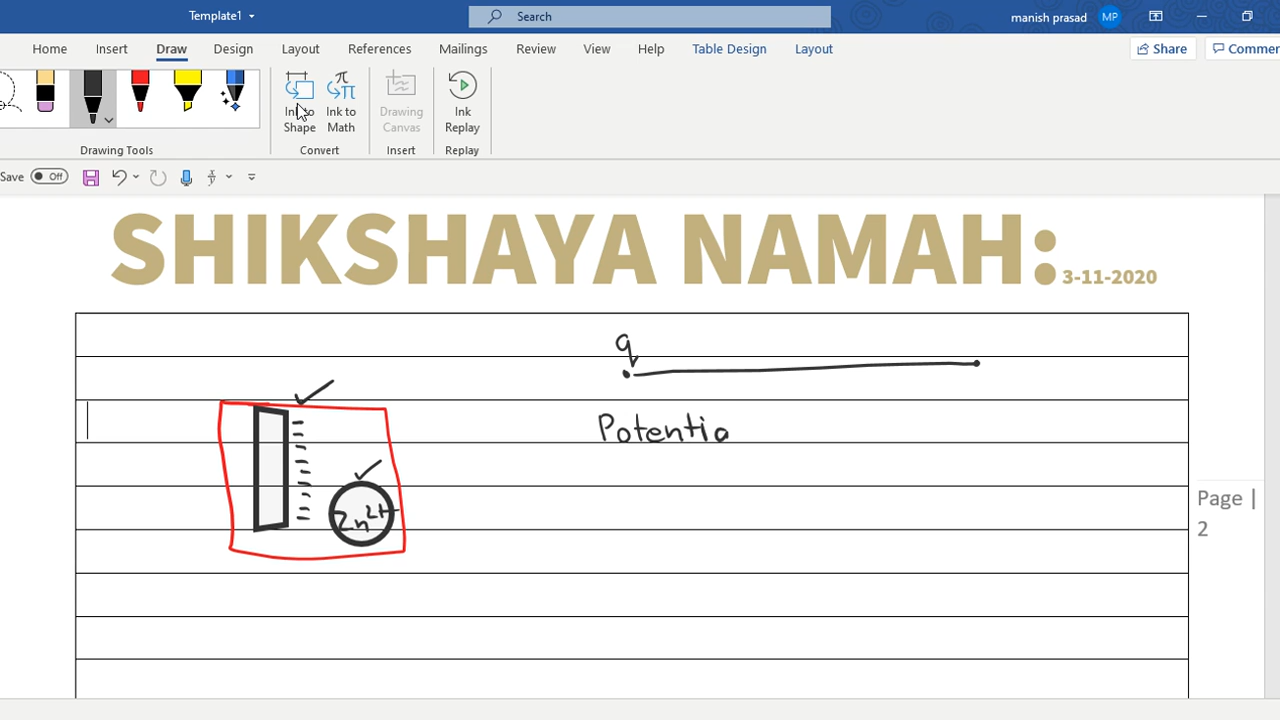 Template1
Search
manish prasad
MP
Home Insert Draw Design Layout References Mailings Review View Help Table Design Layout
Share
Ink to Shape
Ink to Math
Drawing Canvas
Ink Replay
Drawing Tools
Convert
Insert
Replay
Save Off
SHIKSHAYA NAMAH:
3-11-2020
q
Potentia
Zn2+
Page |
2